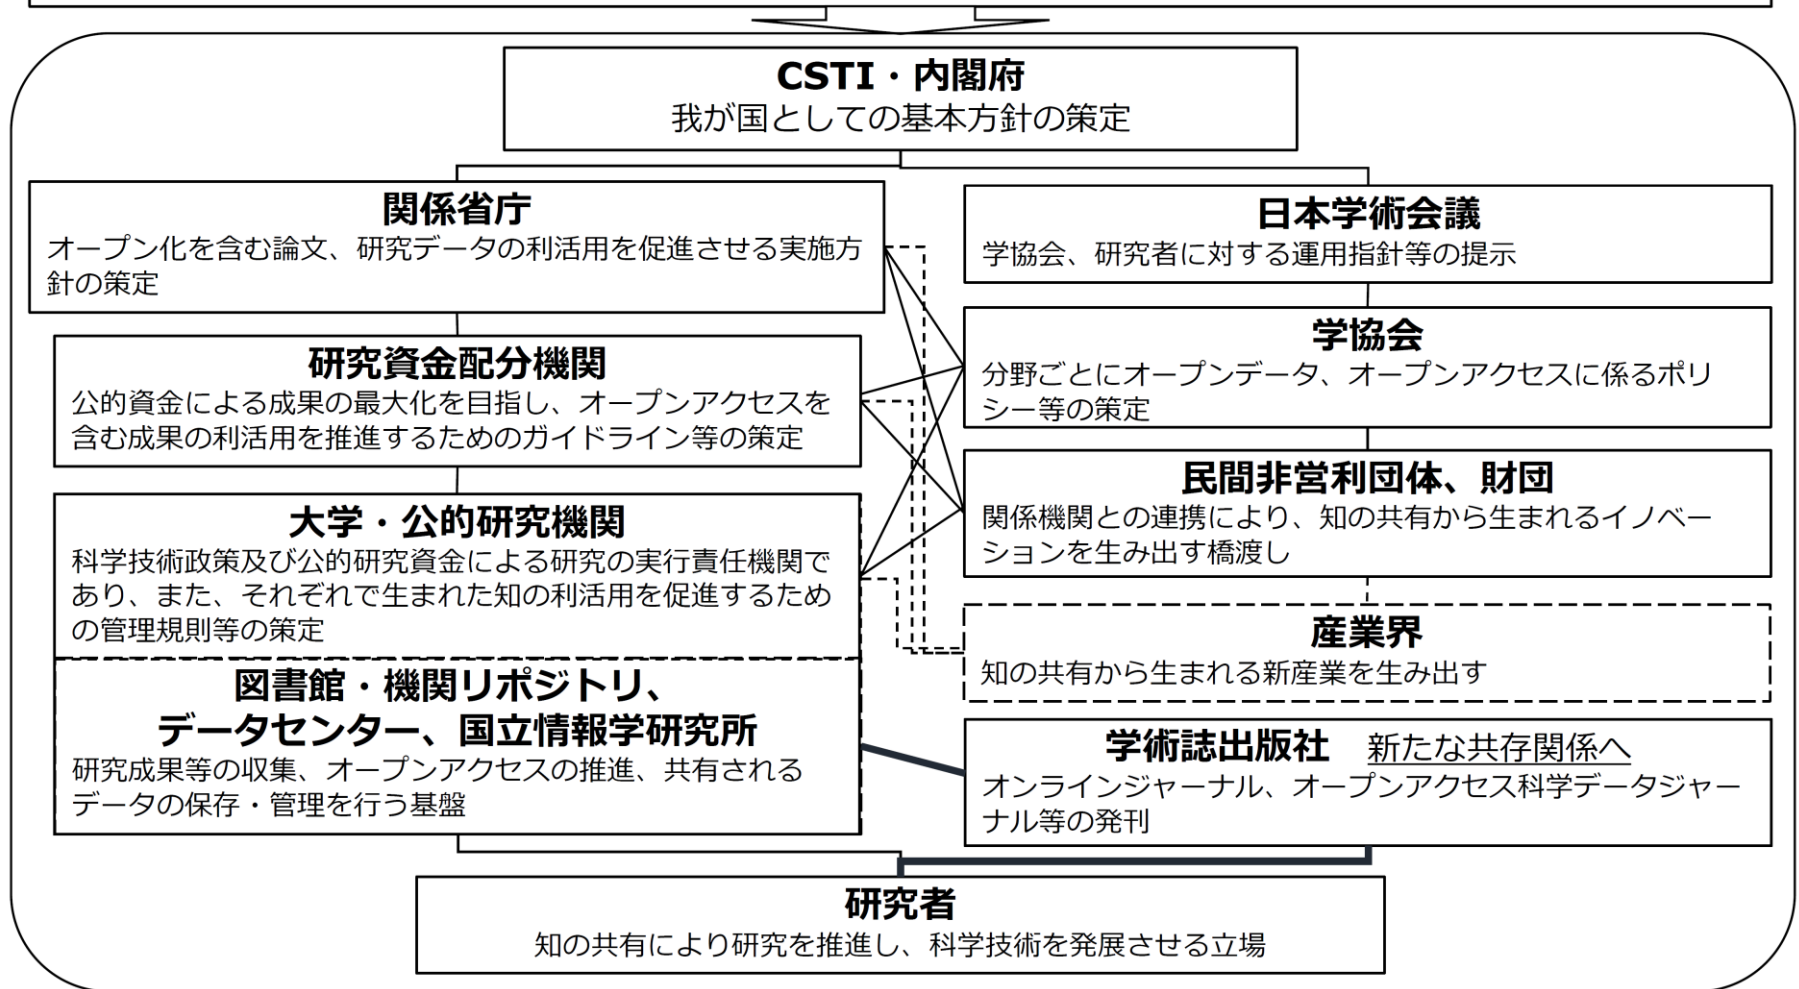 CSTI・内閣府
我が国としての基本方針の策定
関係省庁
オープン化を含む論文、研究データの利活用を促進させる実施方
針の策定
研究資金配分機関
公的資金による成果の最大化を目指し、オープンアクセスを
含む成果の利活用を推進するためのガイドライン等の策定
大学・公的研究機関
科学技術政策及び公的研究資金による研究の実行責任機関で
あり、また、それぞれで生まれた知の利活用を促進するため
の管理規則等の策定
図書館・機関リポジトリ、
データセンター、国立情報学研究所
研究成果等の収集、オープンアクセスの推進、共有される
データの保存・管理を行う基盤
日本学術会議
学協会、研究者に対する運用指針等の提示
学協会
分野ごとにオープンデータ、オープンアクセスに係るポリ
シー等の策定
民間非営利団体、財団
関係機関との連携により、知の共有から生まれるイノベー
ションを生み出す橋渡し
産業界
知の共有から生まれる新産業を生み出す
学術誌出版社 新たな共存関係へ
オンラインジャーナル、オープンアクセス科学データジャー
ナル等の発刊
研究者
知の共有により研究を推進し、科学技術を発展させる立場